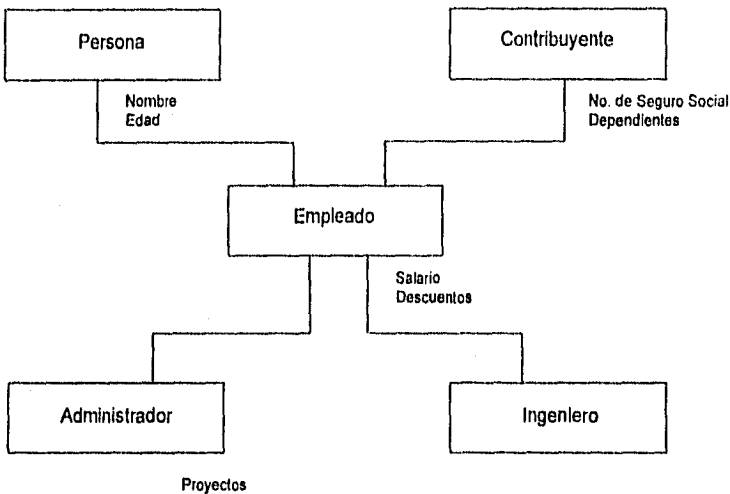 Persona
Contribuyente
Nombre
Edad
No. de Seguro Social
Dependientes
Empleado
Salario
Descuentos
Administrador
Ingeniero
Proyectos